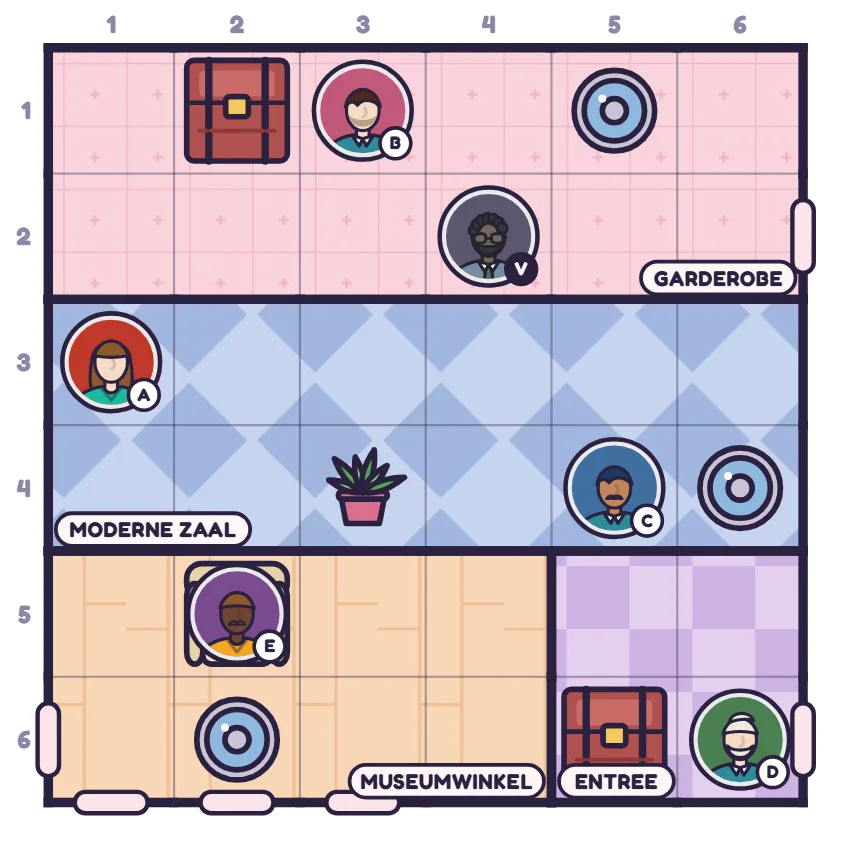 1 2 3 4 5 6
1
B
2
V
GARDEROBE
3
A
4
C
MODERNE ZAAL
5
E
6
D
MUSEUMWINKEL
ENTREE